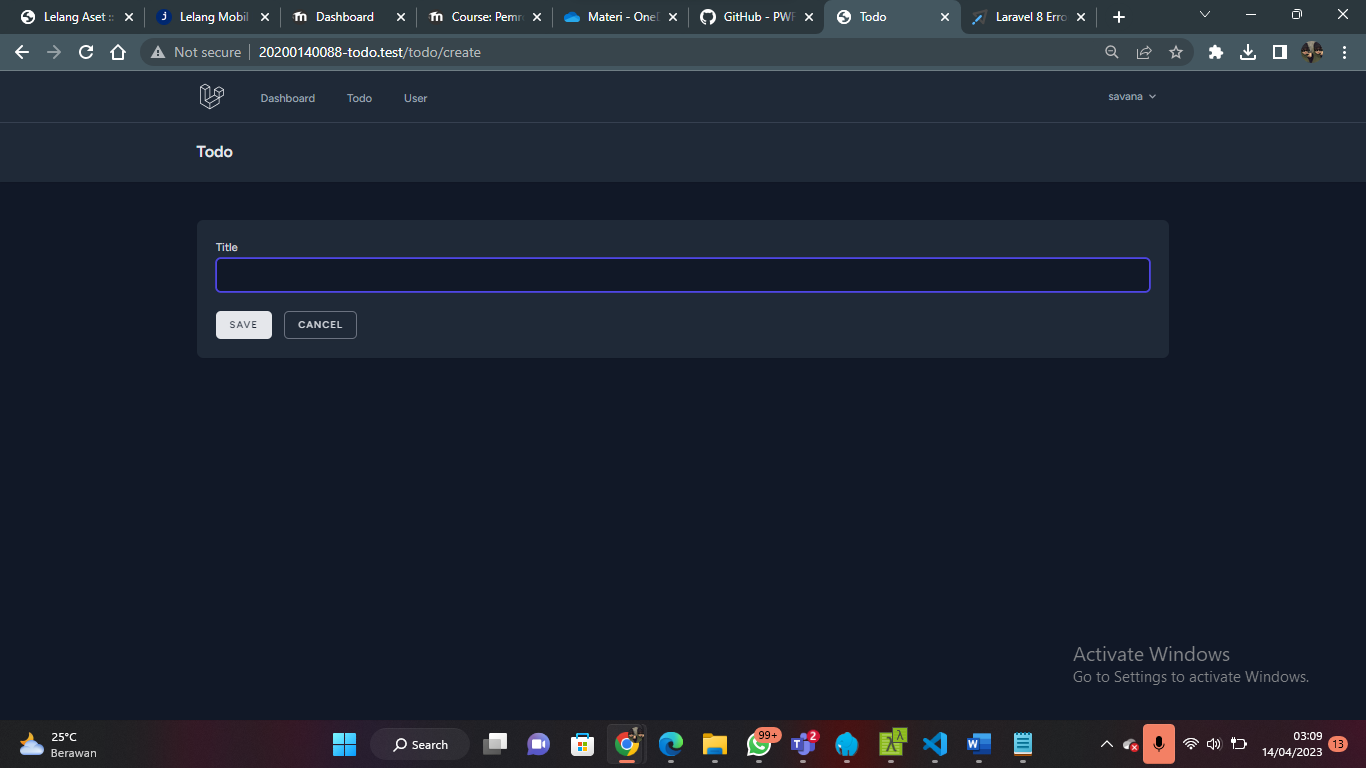 Lelang Aset ::
Lelang Mobil
Dashboard
Course: Pemr
Materi - OneD
GitHub - PWF
Todo
Laravel 8 Erro
Not secure
20200140088-todo.test/todo/create
Dashboard
Todo
User
savana
Todo
Title
SAVE
CANCEL
Activate Windows
Go to Settings to activate Windows.
25°C
Berawan
Search
99+
2
03:09
14/04/2023
13